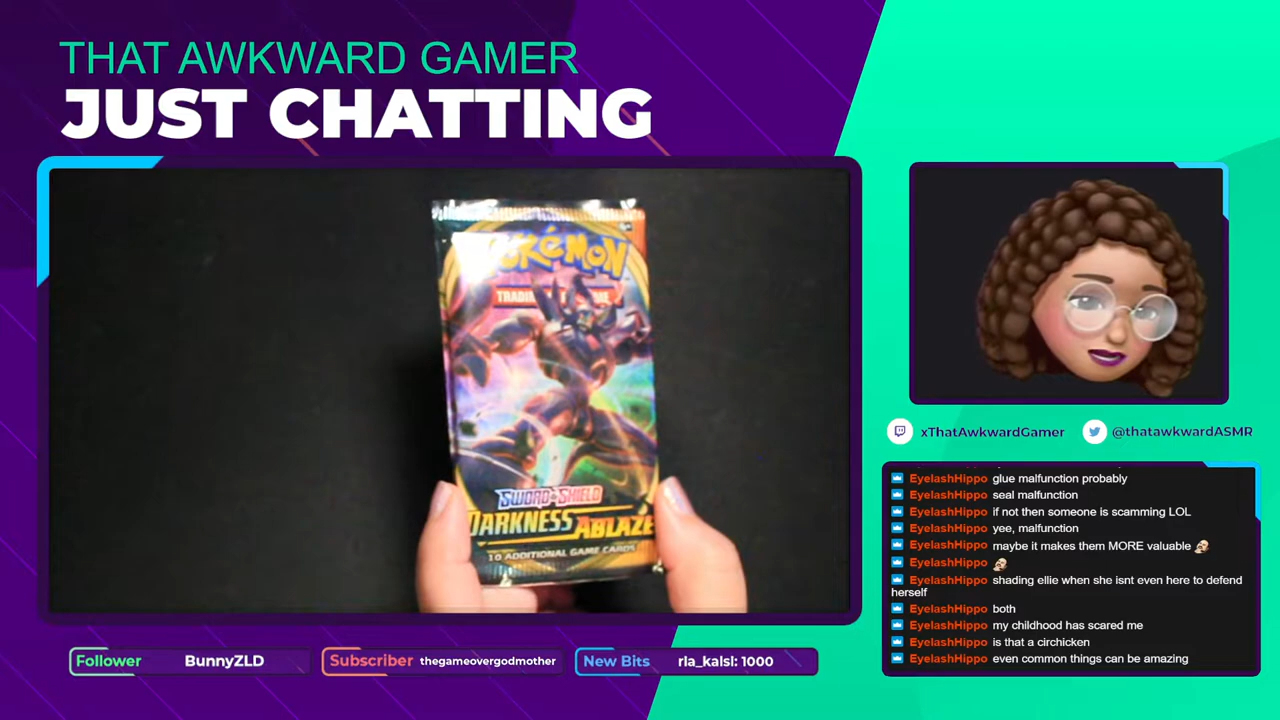 THAT AWKWARD GAMER
JUST CHATTING
POKéMON
SWORD & SHIELD
DARKNESS ABLAZE
10 ADDITIONAL GAME CARDS
xThatAwkwardGamer
@thatawkwardASMR
EyelashHippo glue malfunction probably
EyelashHippo seal malfunction
EyelashHippo if not then someone is scamming LOL
EyelashHippo yee, malfunction
EyelashHippo maybe it makes them MORE valuable
EyelashHippo
EyelashHippo shading ellie when she isnt even here to defend
herself
EyelashHippo both
EyelashHippo my childhood has scared me
EyelashHippo is that a circhicken
EyelashHippo even common things can be amazing
Follower BunnyZLD
Subscriber thegameovergodmother
New Bits rla_kalsl: 1000